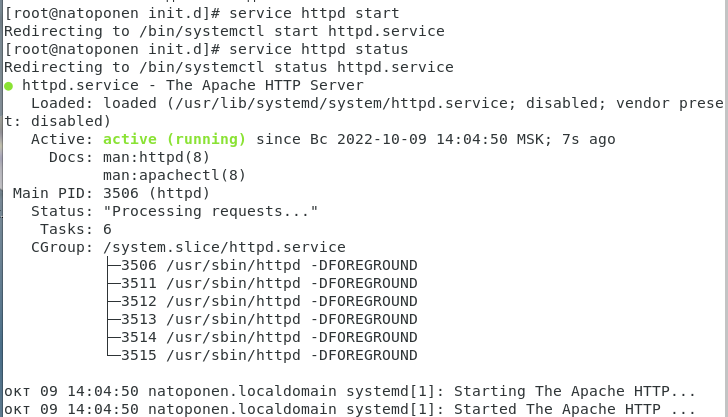 [root@natoponen init.d]# service httpd start
Redirecting to /bin/systemctl start httpd.service
[root@natoponen init.d]# service httpd status
Redirecting to /bin/systemctl status httpd.service
● httpd.service - The Apache HTTP Server
   Loaded: loaded (/usr/lib/systemd/system/httpd.service; disabled; vendor prese
t: disabled)
   Active: active (running) since Вс 2022-10-09 14:04:50 MSK; 7s ago
     Docs: man:httpd(8)
           man:apachectl(8)
 Main PID: 3506 (httpd)
   Status: "Processing requests..."
    Tasks: 6
   CGroup: /system.slice/httpd.service
           ├─3506 /usr/sbin/httpd -DFOREGROUND
           ├─3511 /usr/sbin/httpd -DFOREGROUND
           ├─3512 /usr/sbin/httpd -DFOREGROUND
           ├─3513 /usr/sbin/httpd -DFOREGROUND
           ├─3514 /usr/sbin/httpd -DFOREGROUND
           └─3515 /usr/sbin/httpd -DFOREGROUND
окт 09 14:04:50 natoponen.localdomain systemd[1]: Starting The Apache HTTP...
окт 09 14:04:50 natoponen.localdomain systemd[1]: Started The Apache HTTP ...